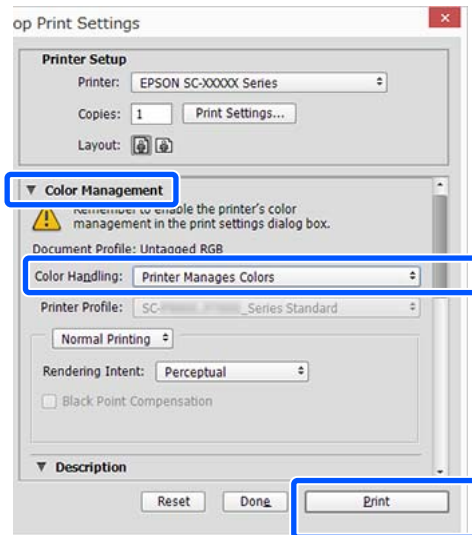 op Print Settings
Printer Setup
Printer: EPSON SC-XXXXX Series
Copies: 1 Print Settings...
Layout:
Color Management
Remember to enable the printer's color
management in the print settings dialog box.
Document Profile: Untagged RGB
Color Handling: Printer Manages Colors
Printer Profile: SC- _Series Standard
Normal Printing
Rendering Intent: Perceptual
Black Point Compensation
Description
Reset Done Print